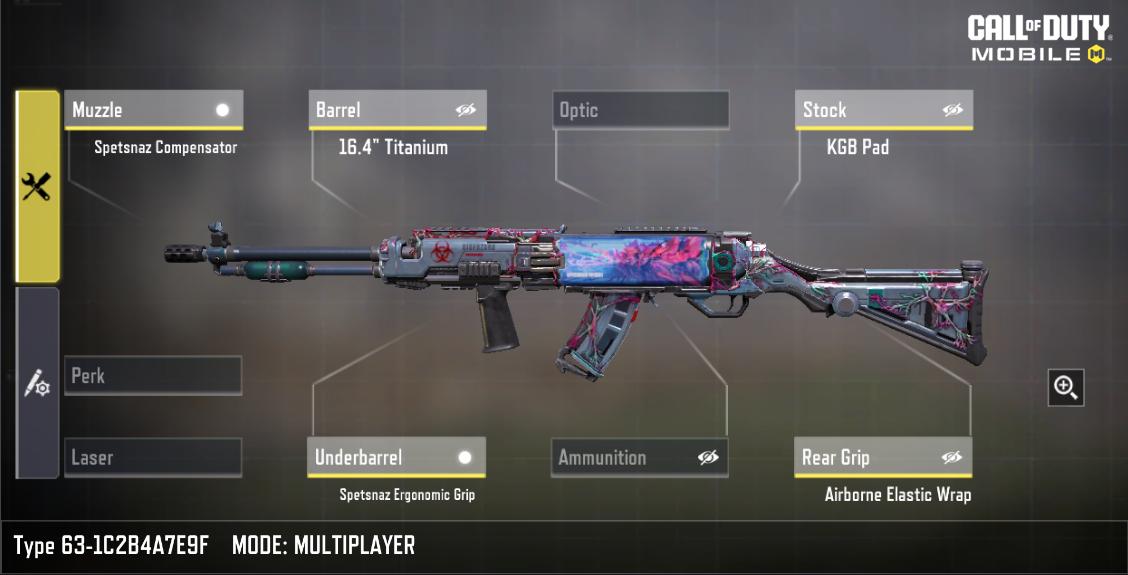 CALL OF DUTY
MOBILE
Muzzle
Spetsnaz Compensator
Barrel
16.4” Titanium
Optic
Stock
KGB Pad
BIOHAZARD
Perk
Laser
Underbarrel
Spetsnaz Ergonomic Grip
Ammunition
Rear Grip
Airborne Elastic Wrap
Type 63-1C2B4A7E9F MODE: MULTIPLAYER